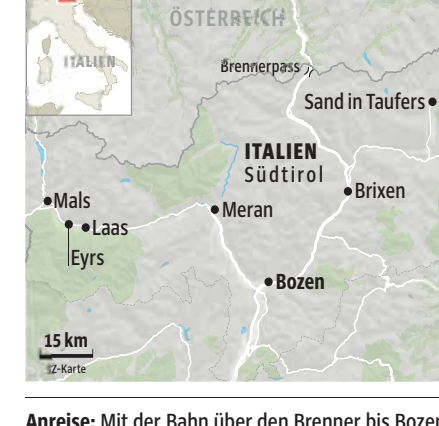 ÖSTERREICH
ITALIEN
Brennerpass
Sand in Taufers
ITALIEN
Südtirol
Brixen
Mals
Meran
Laas
Eyrs
Bozen
15 km
SZ-Karte
Anreise: Mit der Bahn über den Brenner bis Bozen